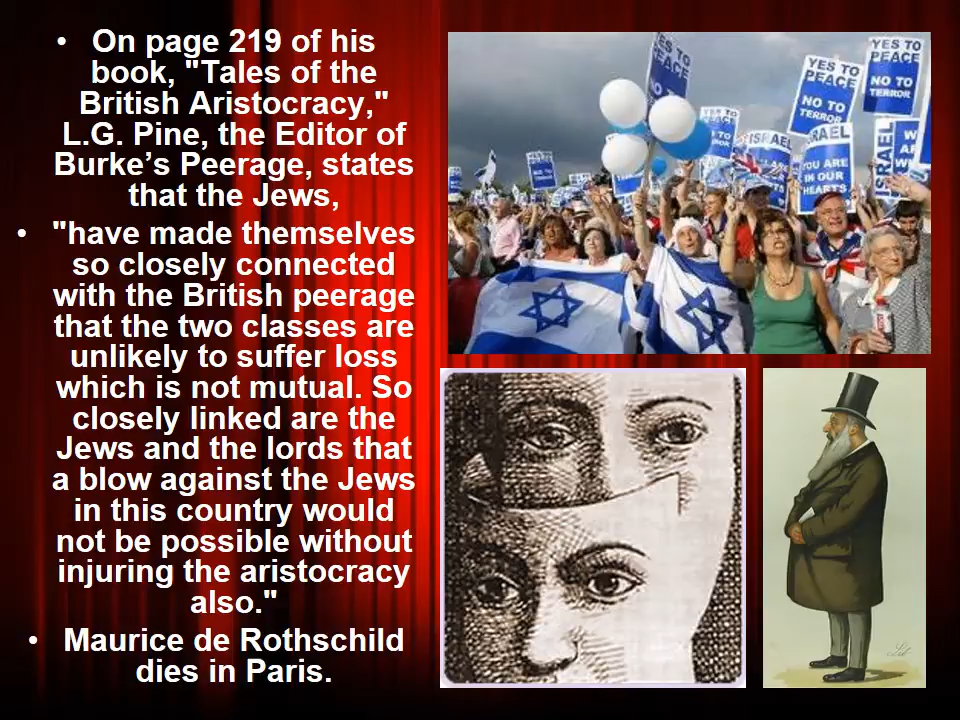 • On page 219 of his
book, "Tales of the
British Aristocracy,"
L.G. Pine, the Editor of
Burke’s Peerage, states
that the Jews,
• "have made themselves
so closely connected
with the British peerage
that the two classes are
unlikely to suffer loss
which is not mutual. So
closely linked are the
Jews and the lords that
a blow against the Jews
in this country would
not be possible without
injuring the aristocracy
also."
• Maurice de Rothschild
dies in Paris.
YES TO
PEACE
YES TO
PEACE
NO TO
TERROR
YES TO
PEACE
NO TO
TERROR
ISRAEL
ISRAEL
YOU ARE
IN OUR
HEARTS
ISRAEL